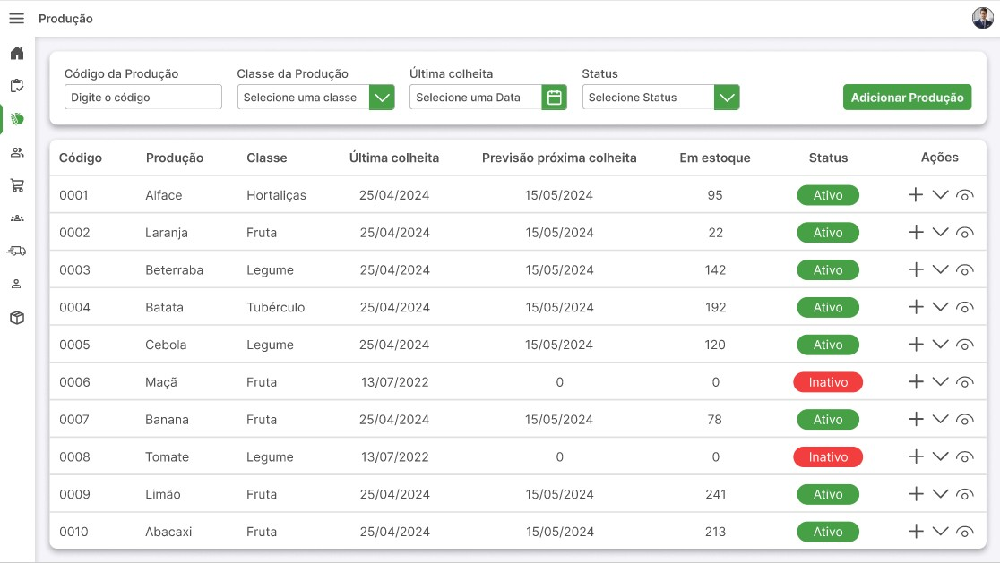 Produção
Código da Produção Classe da Produção Última colheita Status
Digite o código Selecione uma classe Selecione uma Data Selecione Status Adicionar Produção
Código Produção Classe Última colheita Previsão próxima colheita Em estoque Status Ações
0001 Alface Hortaliças 25/04/2024 15/05/2024 95 Ativo
0002 Laranja Fruta 25/04/2024 15/05/2024 22 Ativo
0003 Beterraba Legume 25/04/2024 15/05/2024 142 Ativo
0004 Batata Tubérculo 25/04/2024 15/05/2024 192 Ativo
0005 Cebola Legume 25/04/2024 15/05/2024 120 Ativo
0006 Maçã Fruta 13/07/2022 0 0 Inativo
0007 Banana Fruta 25/04/2024 15/05/2024 78 Ativo
0008 Tomate Legume 13/07/2022 0 0 Inativo
0009 Limão Fruta 25/04/2024 15/05/2024 241 Ativo
0010 Abacaxi Fruta 25/04/2024 15/05/2024 213 Ativo